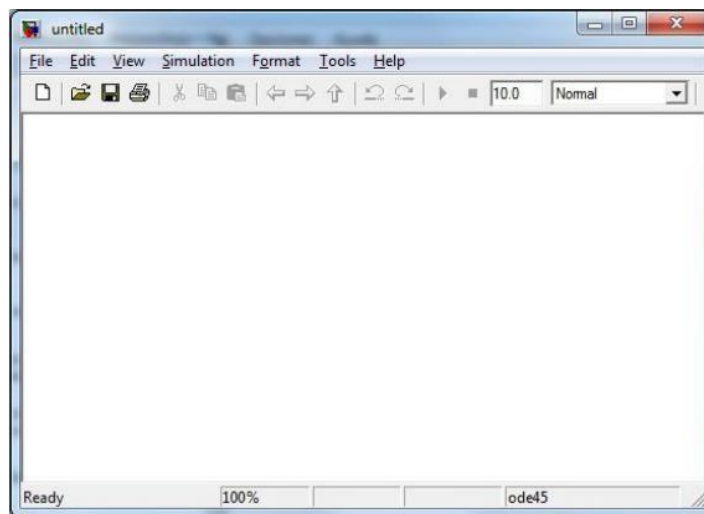 untitled
File Edit View Simulation Format Tools Help
10.0 Normal
Ready 100% ode45